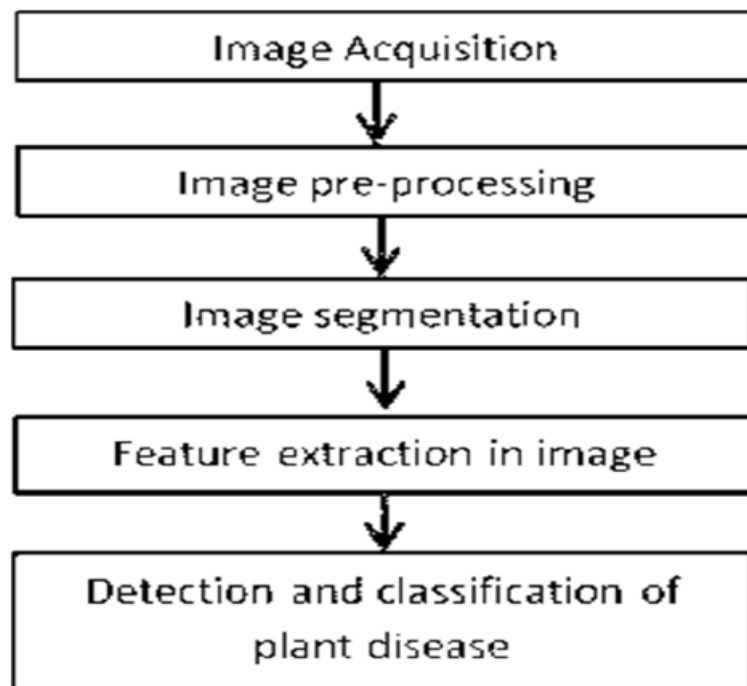 Image Acquisition
Image pre-processing
Image segmentation
Feature extraction in image
Detection and classification of
plant disease